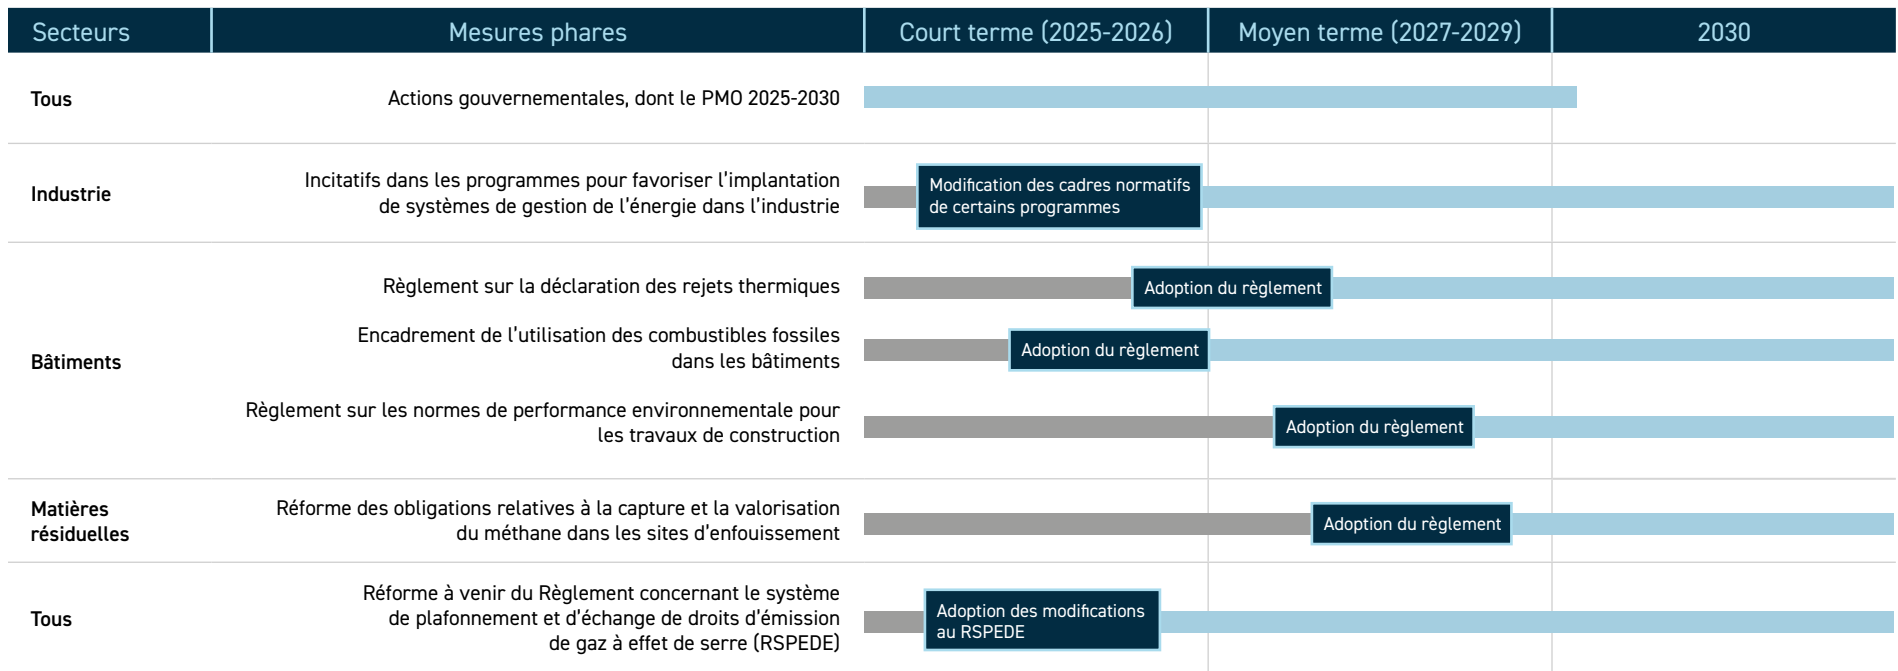 Secteurs
Mesures phares
Court terme (2025-2026)
Moyen terme (2027-2029)
2030
Tous
Actions gouvernementales, dont le PMO 2025-2030
Industrie
Incitatifs dans les programmes pour favoriser l’implantation
de systèmes de gestion de l’énergie dans l’industrie
Modification des cadres normatifs
de certains programmes
Bâtiments
Règlement sur la déclaration des rejets thermiques
Adoption du règlement
Encadrement de l’utilisation des combustibles fossiles
dans les bâtiments
Adoption du règlement
Règlement sur les normes de performance environnementale pour
les travaux de construction
Adoption du règlement
Matières
résiduelles
Réforme des obligations relatives à la capture et la valorisation
du méthane dans les sites d’enfouissement
Adoption du règlement
Tous
Réforme à venir du Règlement concernant le système
de plafonnement et d’échange de droits d’émission
de gaz à effet de serre (RSPEDE)
Adoption des modifications
au RSPEDE